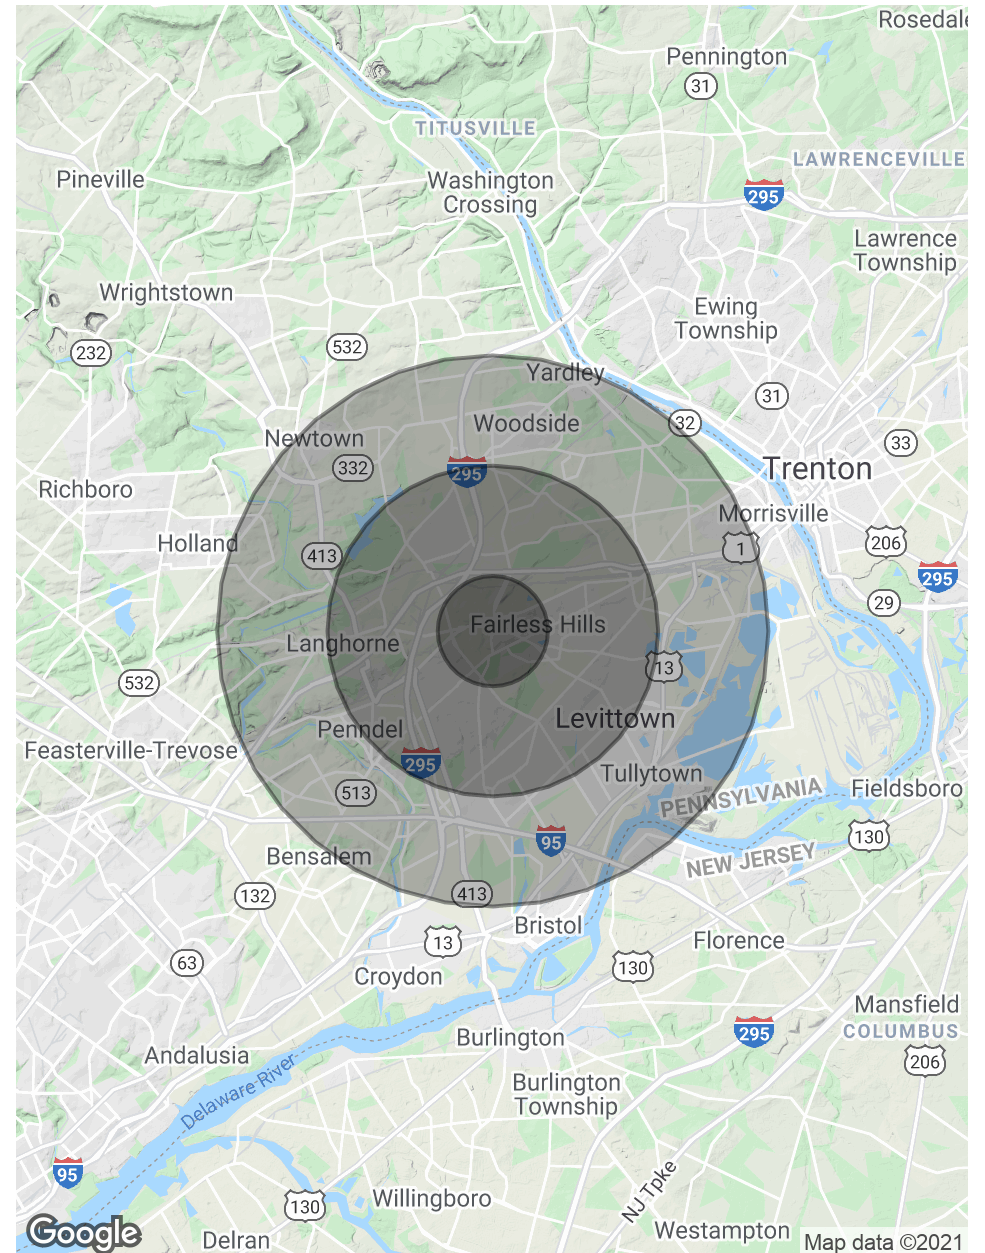 Rosedale
Pennington
31
TITUSVILLE
LAWRENCEVILLE
Pineville
Washington
Crossing
295
Lawrence
Township
Wrightstown
Ewing
Township
532
232
Yardley
31
Woodside
32
Newtown
33
332
295
Trenton
Richboro
Morrisville
Holland
413
1
206
295
29
Fairless Hills
Langhorne
13
532
Levittown
Penndel
Feasterville-Trevose
295
Tullytown
513
PENNSYLVANIA
Fieldsboro
95
130
Bensalem
NEW JERSEY
132
413
Bristol
13
Florence
63
130
Croydon
Mansfield
295
COLUMBUS
Burlington
Andalusia
206
Delaware River
Burlington
Township
95
NJ Tpke
Willingboro
130
Westampton
Google
Delran
Map data ©2021